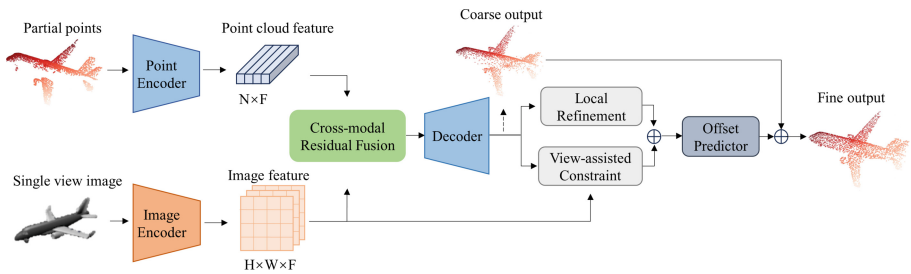 Partial points
Point
Encoder
Point cloud feature
N×F
Cross-modal
Residual Fusion
Decoder
Coarse output
Local
Refinement
View-assisted
Constraint
Offset
Predictor
Fine output
Single view image
Image
Encoder
Image feature
H×W×F